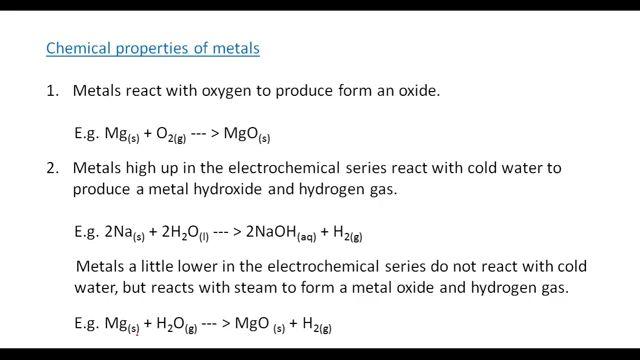 Chemical properties of metals
1. Metals react with oxygen to produce form an oxide.
E.g. Mg(s) + O2(g) --- > MgO(s)
2. Metals high up in the electrochemical series react with cold water to
produce a metal hydroxide and hydrogen gas.
E.g. 2Na(s) + 2H2O(l) --- > 2NaOH(aq) + H2(g)
Metals a little lower in the electrochemical series do not react with cold
water, but reacts with steam to form a metal oxide and hydrogen gas.
E.g. Mg(s) + H2O(g) --- > MgO (s) + H2(g)